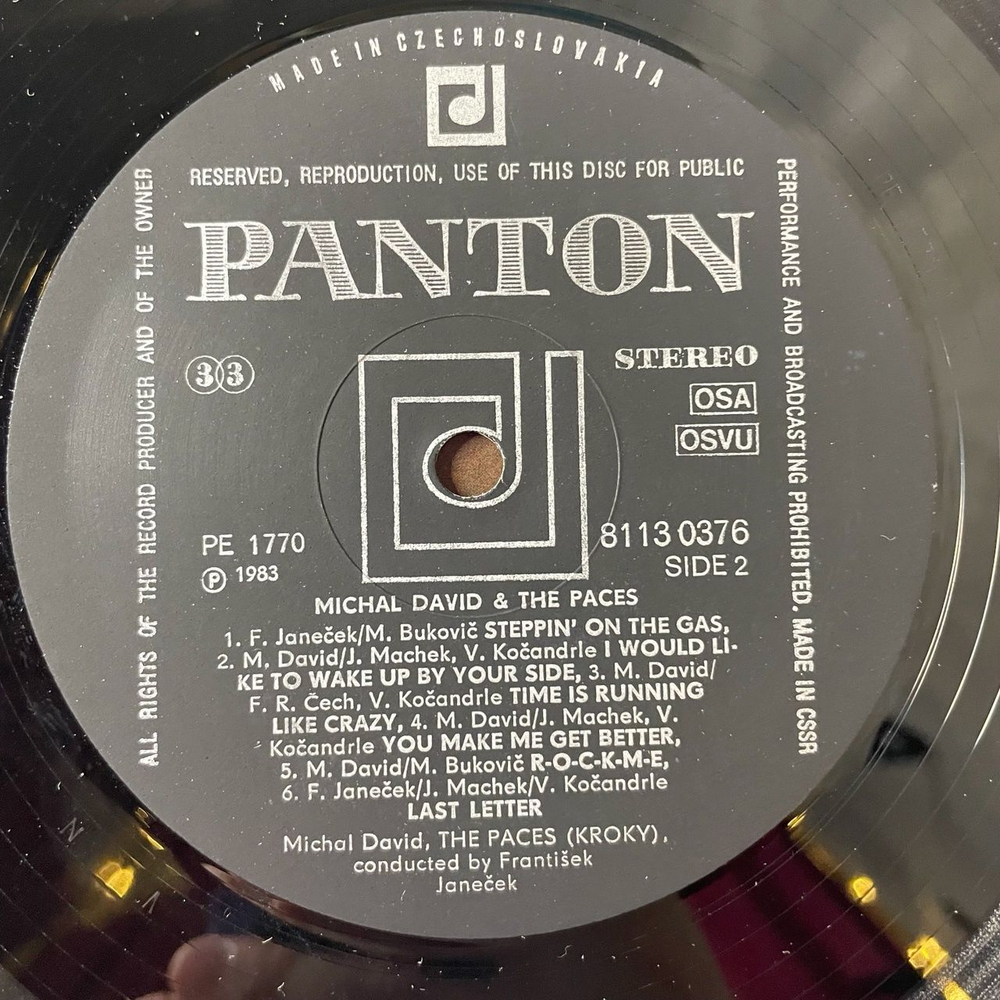 MADE IN CZECHOSLOVAKIA
RESERVED, REPRODUCTION, USE OF THIS DISC FOR PUBLIC
PERFORMANCE AND BROADCASTING PROHIBITED. MADE IN CSSR
ALL RIGHTS OF THE RECORD PRODUCER AND OF THE OWNER
PANTON
33
STEREO
OSA
OSVU
PE 1770
℗ 1983
8113 0376
SIDE 2
MICHAL DAVID & THE PACES
1. F. Janeček/M. Bukovič STEPPIN' ON THE GAS,
2. M. David/J. Machek, V. Kočandrle I WOULD LI-
KE TO WAKE UP BY YOUR SIDE, 3. M. David/
F. R. Čech, V. Kočandrle TIME IS RUNNING
LIKE CRAZY, 4. M. David/J. Machek, V.
Kočandrle YOU MAKE ME GET BETTER,
5. M. David/M. Bukovič R-O-C-K-M-E,
6. F. Janeček/J. Machek/V. Kočandrle
LAST LETTER
Michal David, THE PACES (KROKY),
conducted by František
Janeček